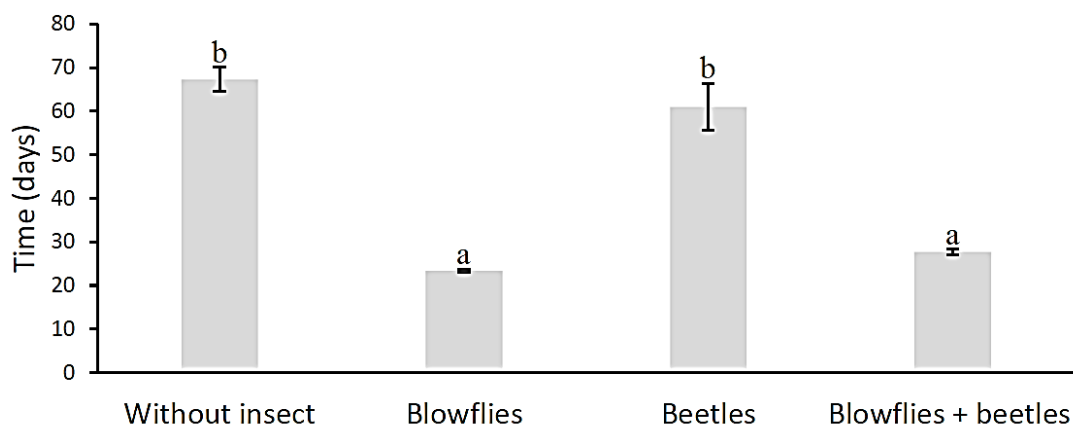 Time (days)
80
70
60
50
40
30
20
10
0
b
a
b
a
Without insect
Blowflies
Beetles
Blowflies + beetles